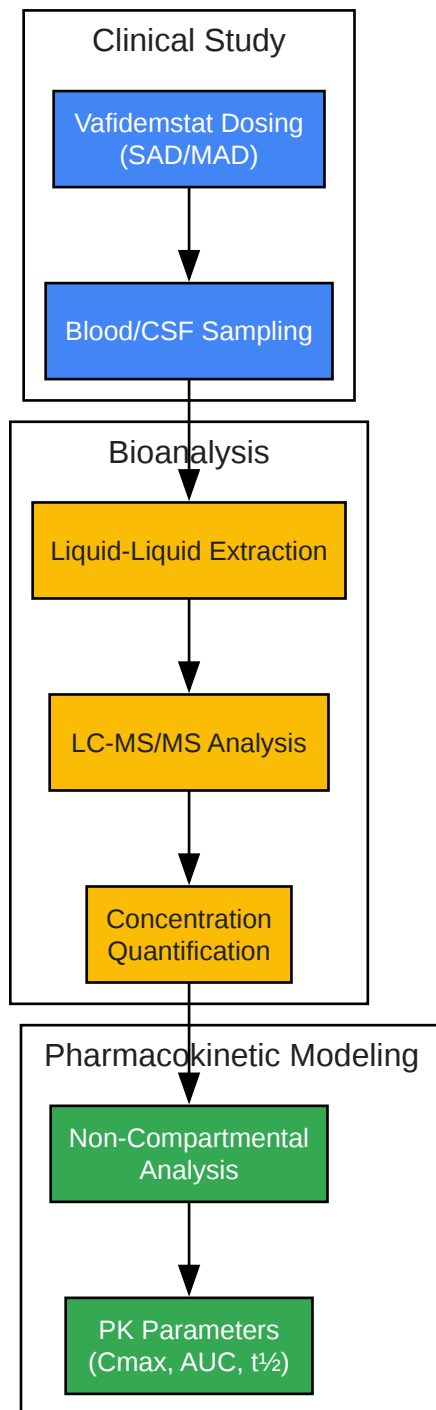 Clinical Study
Vafidemstat Dosing
(SAD/MAD)
Blood/CSF Sampling
Bioanalysis
Liquid-Liquid Extraction
LC-MS/MS Analysis
Concentration
Quantification
Pharmacokinetic Modeling
Non-Compartmental
Analysis
PK Parameters
(Cmax, AUC, t½)